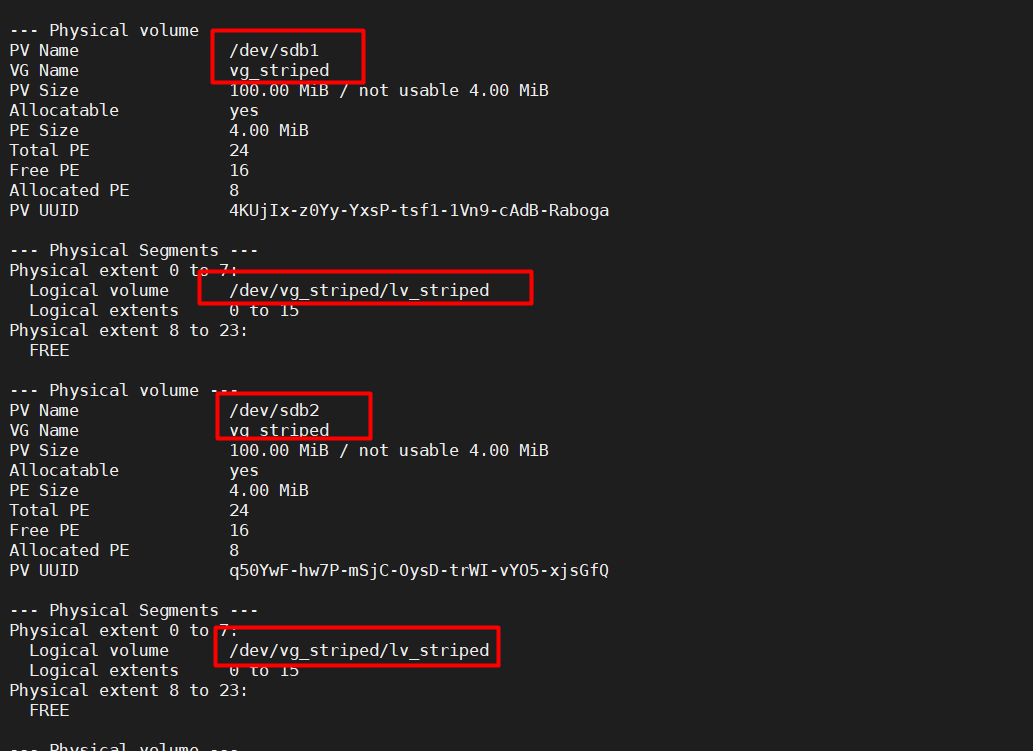 --- Physical volume
PV Name /dev/sdb1
VG Name vg_striped
PV Size 100.00 MiB / not usable 4.00 MiB
Allocatable yes
PE Size 4.00 MiB
Total PE 24
Free PE 16
Allocated PE 8
PV UUID 4KUjIx-z0Yy-YxsP-tsf1-1Vn9-cAdB-Raboga
--- Physical Segments ---
Physical extent 0 to 7:
Logical volume /dev/vg_striped/lv_striped
Logical extents 0 to 15
Physical extent 8 to 23:
FREE
--- Physical volume ---
PV Name /dev/sdb2
VG Name vg_striped
PV Size 100.00 MiB / not usable 4.00 MiB
Allocatable yes
PE Size 4.00 MiB
Total PE 24
Free PE 16
Allocated PE 8
PV UUID q50YwF-hw7P-mSjC-OysD-trWI-vYO5-xjsGfQ
--- Physical Segments ---
Physical extent 0 to 7:
Logical volume /dev/vg_striped/lv_striped
Logical extents 0 to 15
Physical extent 8 to 23:
FREE
--- Physical volume ---